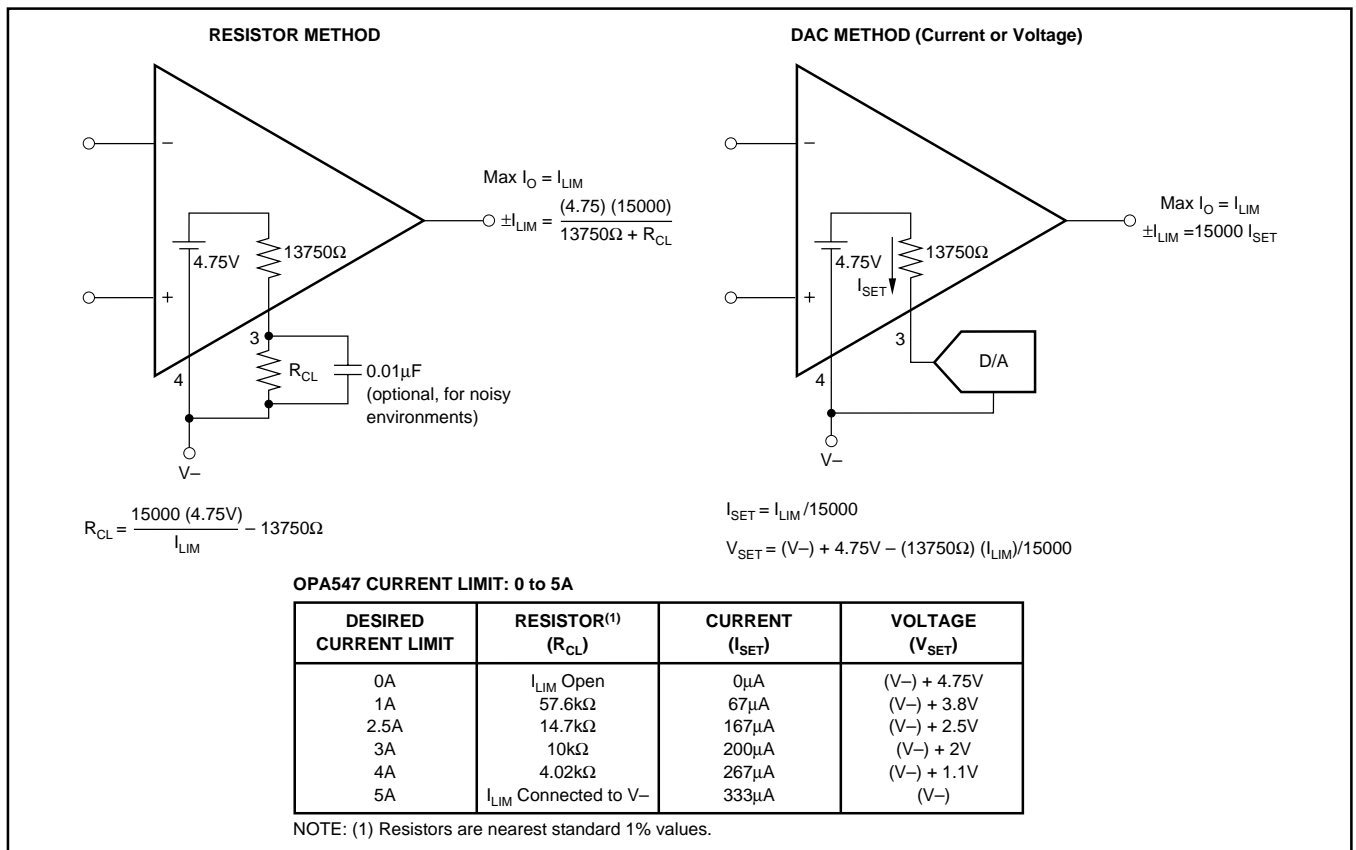 RESISTOR METHOD
−
+
4.75V
13750Ω
3
4
R_CL
0.01µF
(optional, for noisy
environments)
V–
Max I_O = I_LIM
±I_LIM = (4.75) (15000) / 13750Ω + R_CL
R_CL = 15000 (4.75V) / I_LIM – 13750Ω
DAC METHOD (Current or Voltage)
−
+
4.75V
13750Ω
I_SET
3
4
D/A
V–
Max I_O = I_LIM
±I_LIM =15000 I_SET
I_SET = I_LIM /15000
V_SET = (V–) + 4.75V – (13750Ω) (I_LIM)/15000
OPA547 CURRENT LIMIT: 0 to 5A
DESIRED CURRENT LIMIT RESISTOR(1) (R_CL) CURRENT (I_SET) VOLTAGE (V_SET)
0A I_LIM Open 0µA (V–) + 4.75V
1A 57.6kΩ 67µA (V–) + 3.8V
2.5A 14.7kΩ 167µA (V–) + 2.5V
3A 10kΩ 200µA (V–) + 2V
4A 4.02kΩ 267µA (V–) + 1.1V
5A I_LIM Connected to V– 333µA (V–)
NOTE: (1) Resistors are nearest standard 1% values.